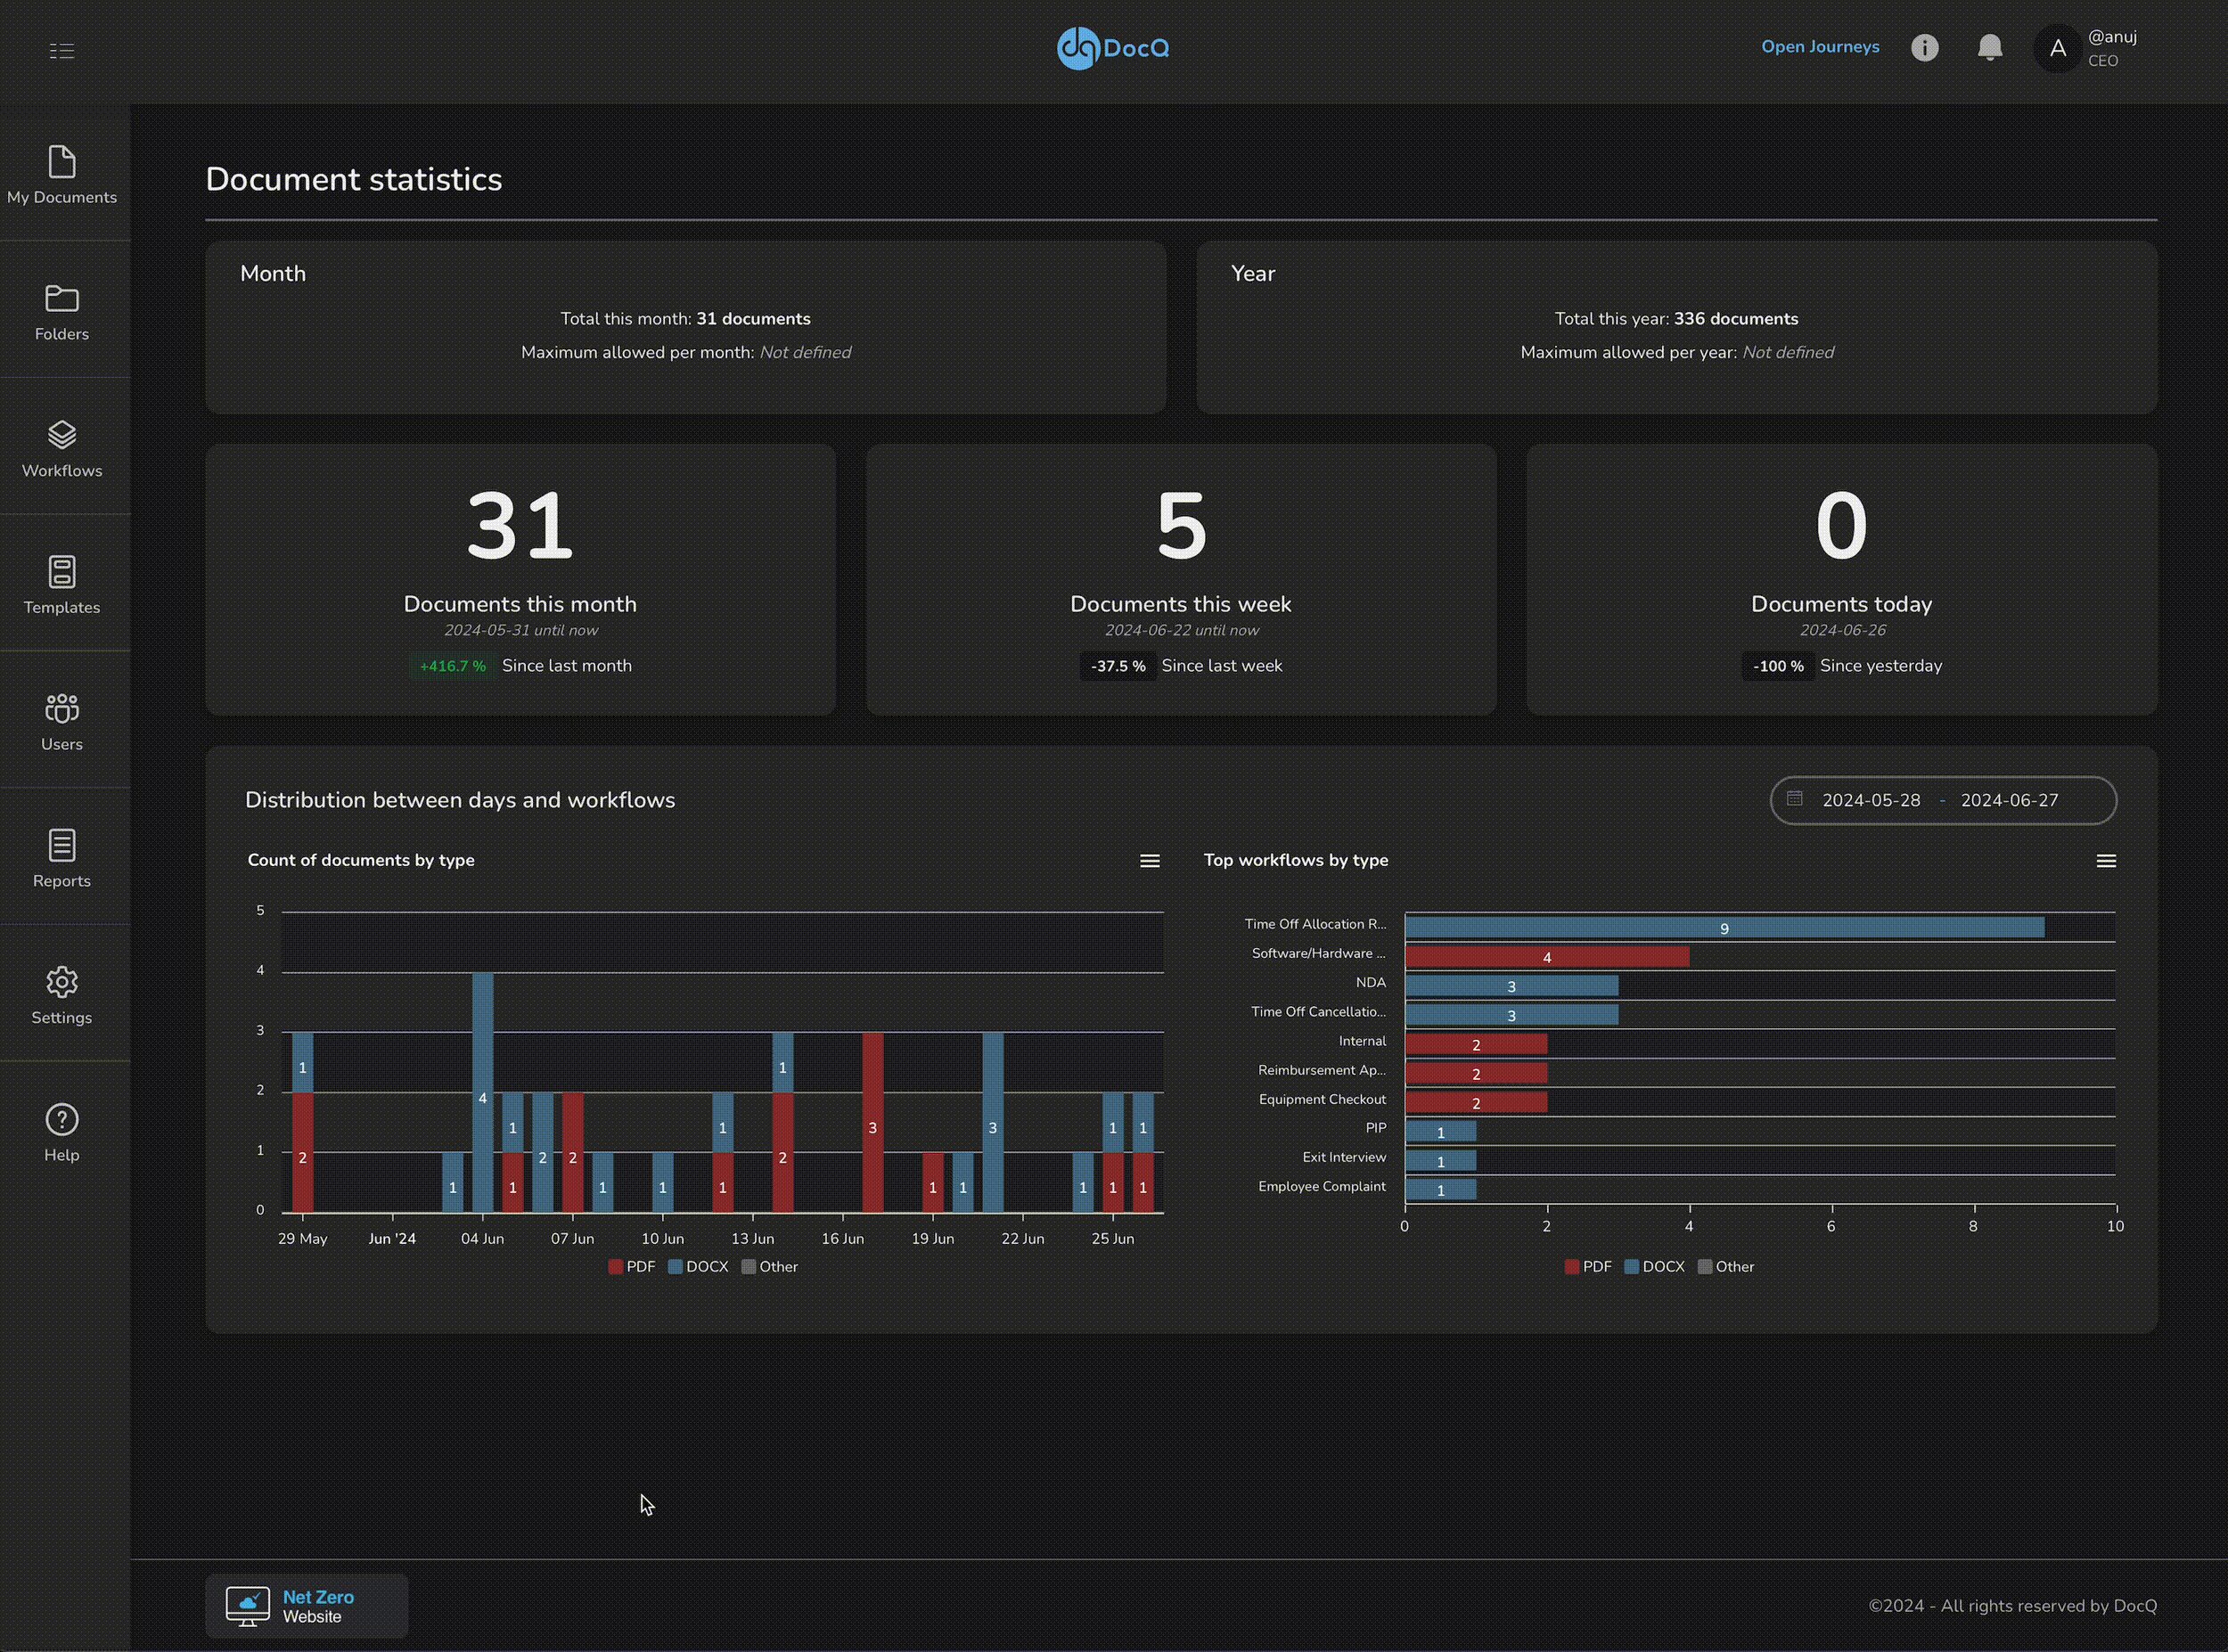 DocQ
Open Journeys
A
@anuj
CEO
My Documents
Folders
Workflows
Templates
Users
Reports
Settings
Help
Document statistics
Month
Total this month: 31 documents
Maximum allowed per month: Not defined
Year
Total this year: 336 documents
Maximum allowed per year: Not defined
31
Documents this month
2024-05-31 until now
+416.7 % Since last month
5
Documents this week
2024-06-22 until now
-37.5 % Since last week
0
Documents today
2024-06-26
-100 % Since yesterday
Distribution between days and workflows
2024-05-28 - 2024-06-27
Count of documents by type
5
4
3
2
1
0
1
2
1
4
1
1
2
2
1
1
1
1
1
2
3
1
1
3
1
1
1
1
1
29 May Jun '24 04 Jun 07 Jun 10 Jun 13 Jun 16 Jun 19 Jun 22 Jun 25 Jun
PDF DOCX Other
Top workflows by type
Time Off Allocation R... 9
Software/Hardware ... 4
NDA 3
Time Off Cancellatio... 3
Internal 2
Reimbursement Ap... 2
Equipment Checkout 2
PIP 1
Exit Interview 1
Employee Complaint 1
0 2 4 6 8 10
PDF DOCX Other
Net Zero
Website
©2024 - All rights reserved by DocQ